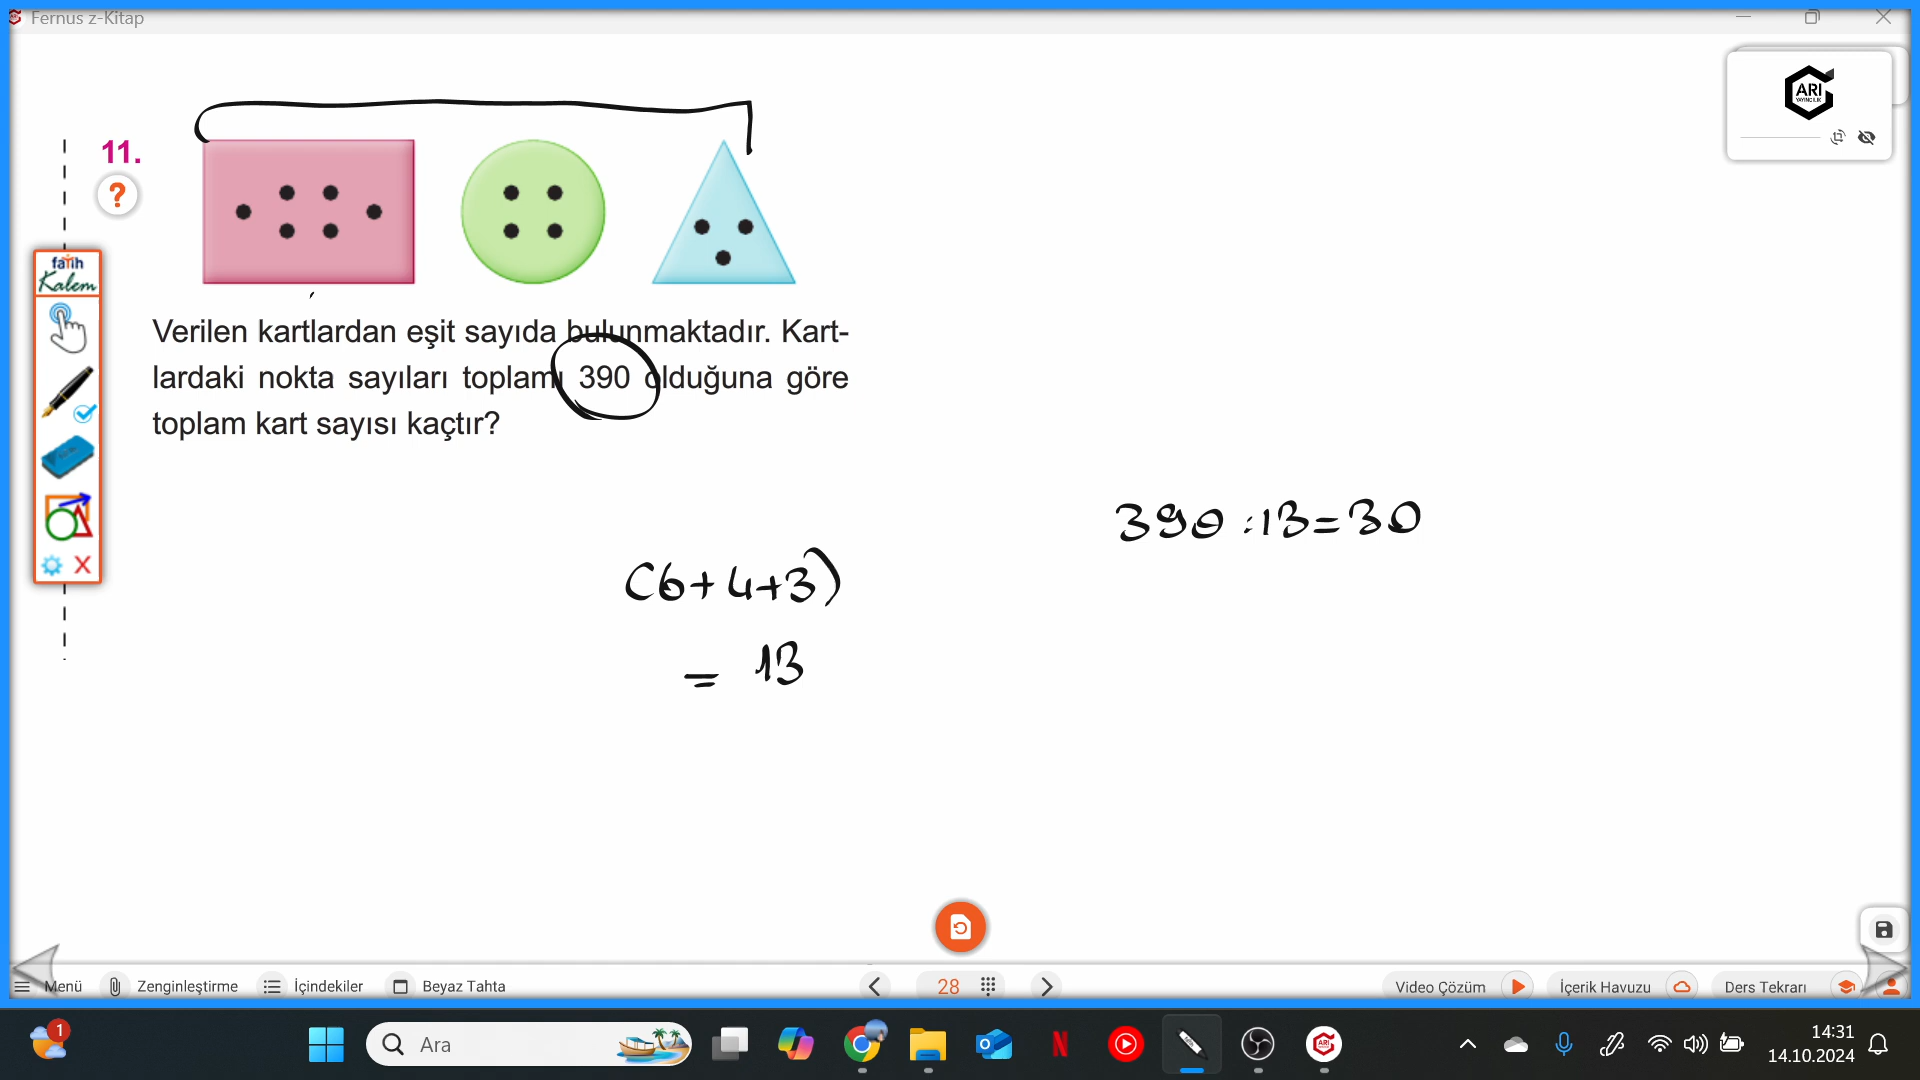 Fernus z-Kitap
ARI
YAYINCILIK
11.
?
fatih
Kalem
Verilen kartlardan eşit sayıda bulunmaktadır. Kart-
lardaki nokta sayıları toplamı 390 olduğuna göre
toplam kart sayısı kaçtır?
390 :13=30
(6+4+3)
= 13
Menü
Zenginleştirme
İçindekiler
Beyaz Tahta
28
Video Çözüm
İçerik Havuzu
Ders Tekrarı
1
Ara
14:31
14.10.2024